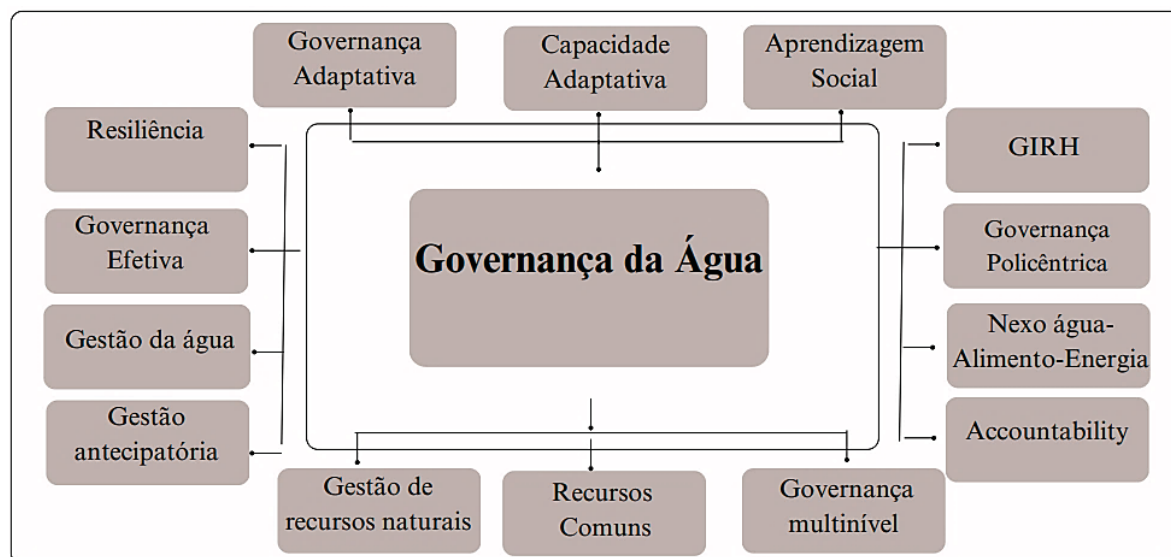 Governança
Adaptativa
Capacidade
Adaptativa
Aprendizagem
Social
Resiliência
Governança
Efetiva
Gestão da água
Gestão
antecipatória
Governança da Água
GIRH
Governança
Policêntrica
Nexo água-
Alimento-Energia
Accountability
Gestão de
recursos naturais
Recursos
Comuns
Governança
multinível